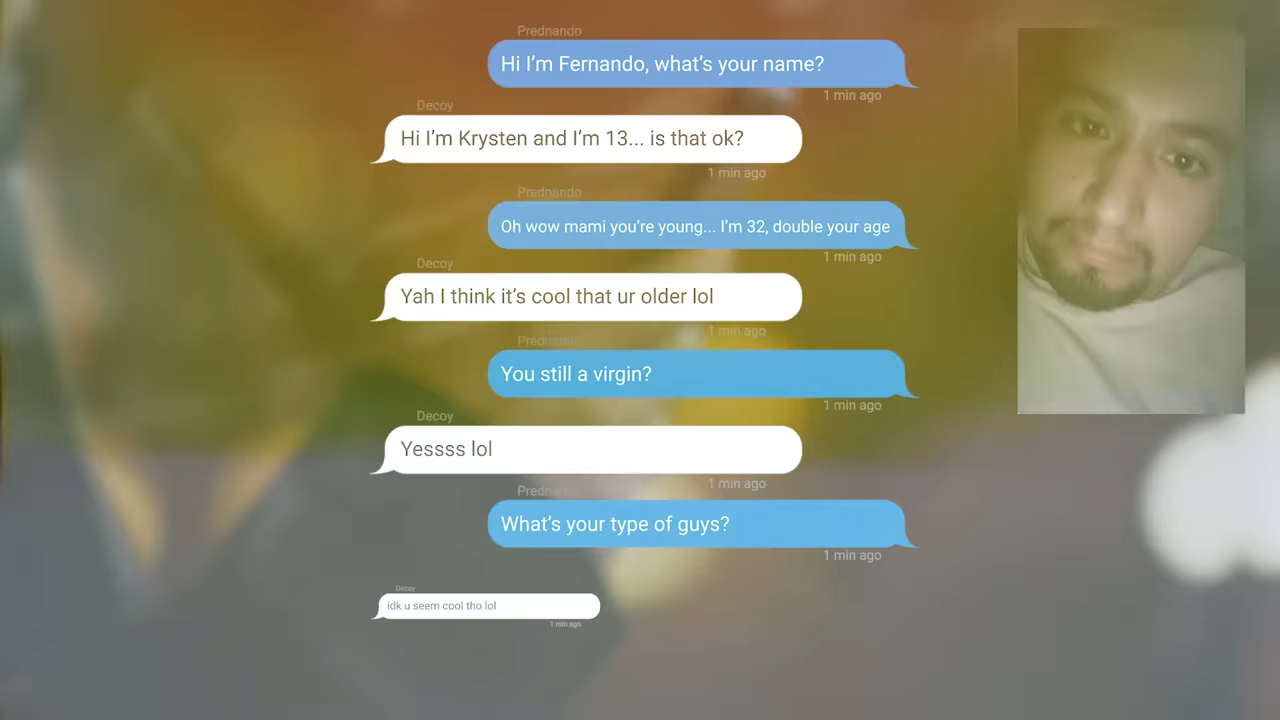 Prednando
Hi I’m Fernando, what’s your name?
1 min ago
Decoy
Hi I’m Krysten and I’m 13... is that ok?
1 min ago
Prednando
Oh wow mami you’re young... I’m 32, double your age
1 min ago
Decoy
Yah I think it’s cool that ur older lol
1 min ago
Prednando
You still a virgin?
1 min ago
Decoy
Yessss lol
1 min ago
Prednando
What’s your type of guys?
1 min ago
Decoy
idk u seem cool tho lol
1 min ago